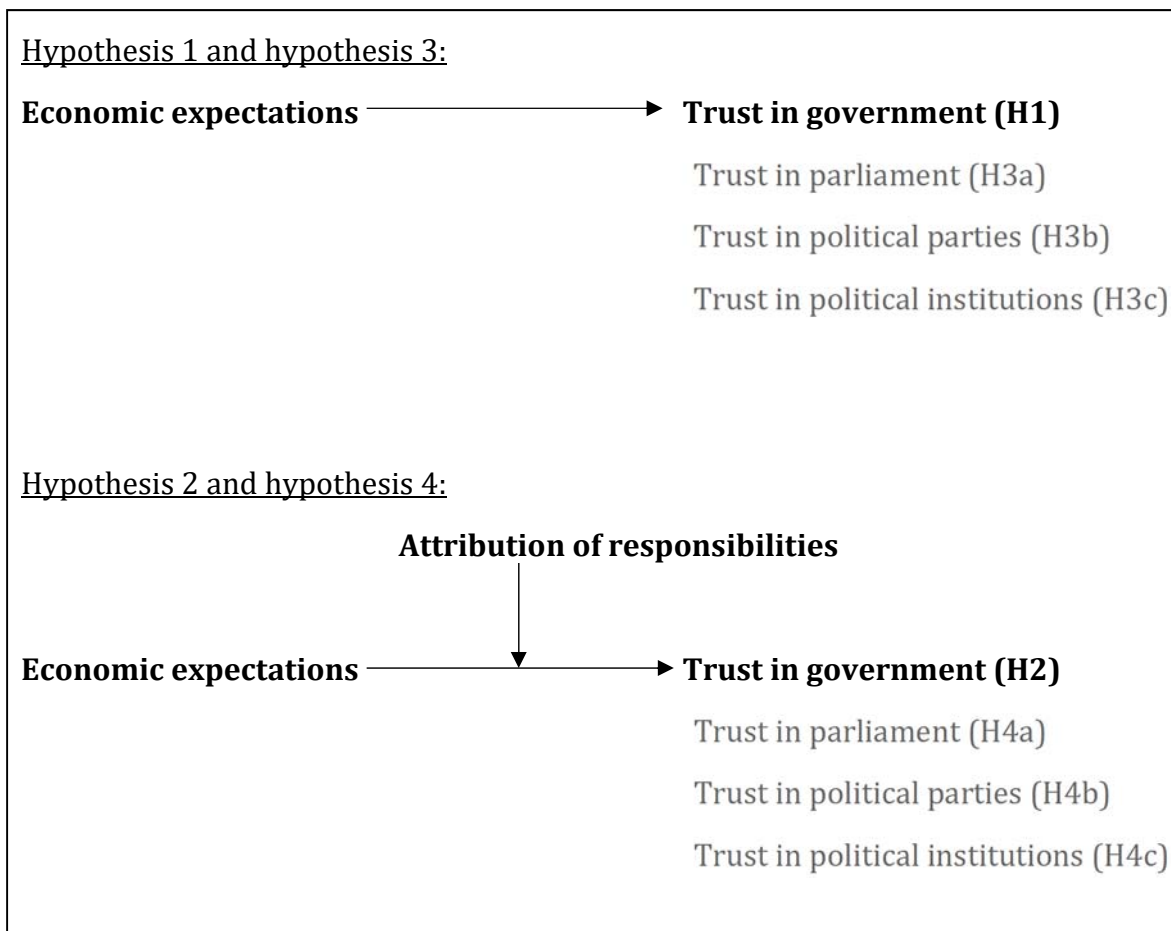 Hypothesis 1 and hypothesis 3:
Economic expectations Trust in government (H1)
Trust in parliament (H3a)
Trust in political parties (H3b)
Trust in political institutions (H3c)
Hypothesis 2 and hypothesis 4:
Attribution of responsibilities
Economic expectations Trust in government (H2)
Trust in parliament (H4a)
Trust in political parties (H4b)
Trust in political institutions (H4c)